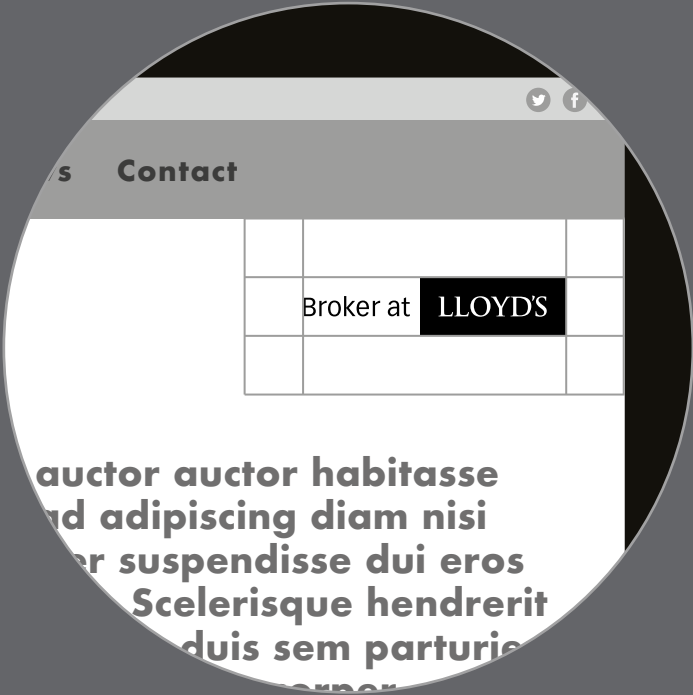 Contact
Broker at LLOYD'S
auctor auctor habitasse
ad adipiscing diam nisi
suspendisse dui eros
Scelerisque hendrerit
duis sem